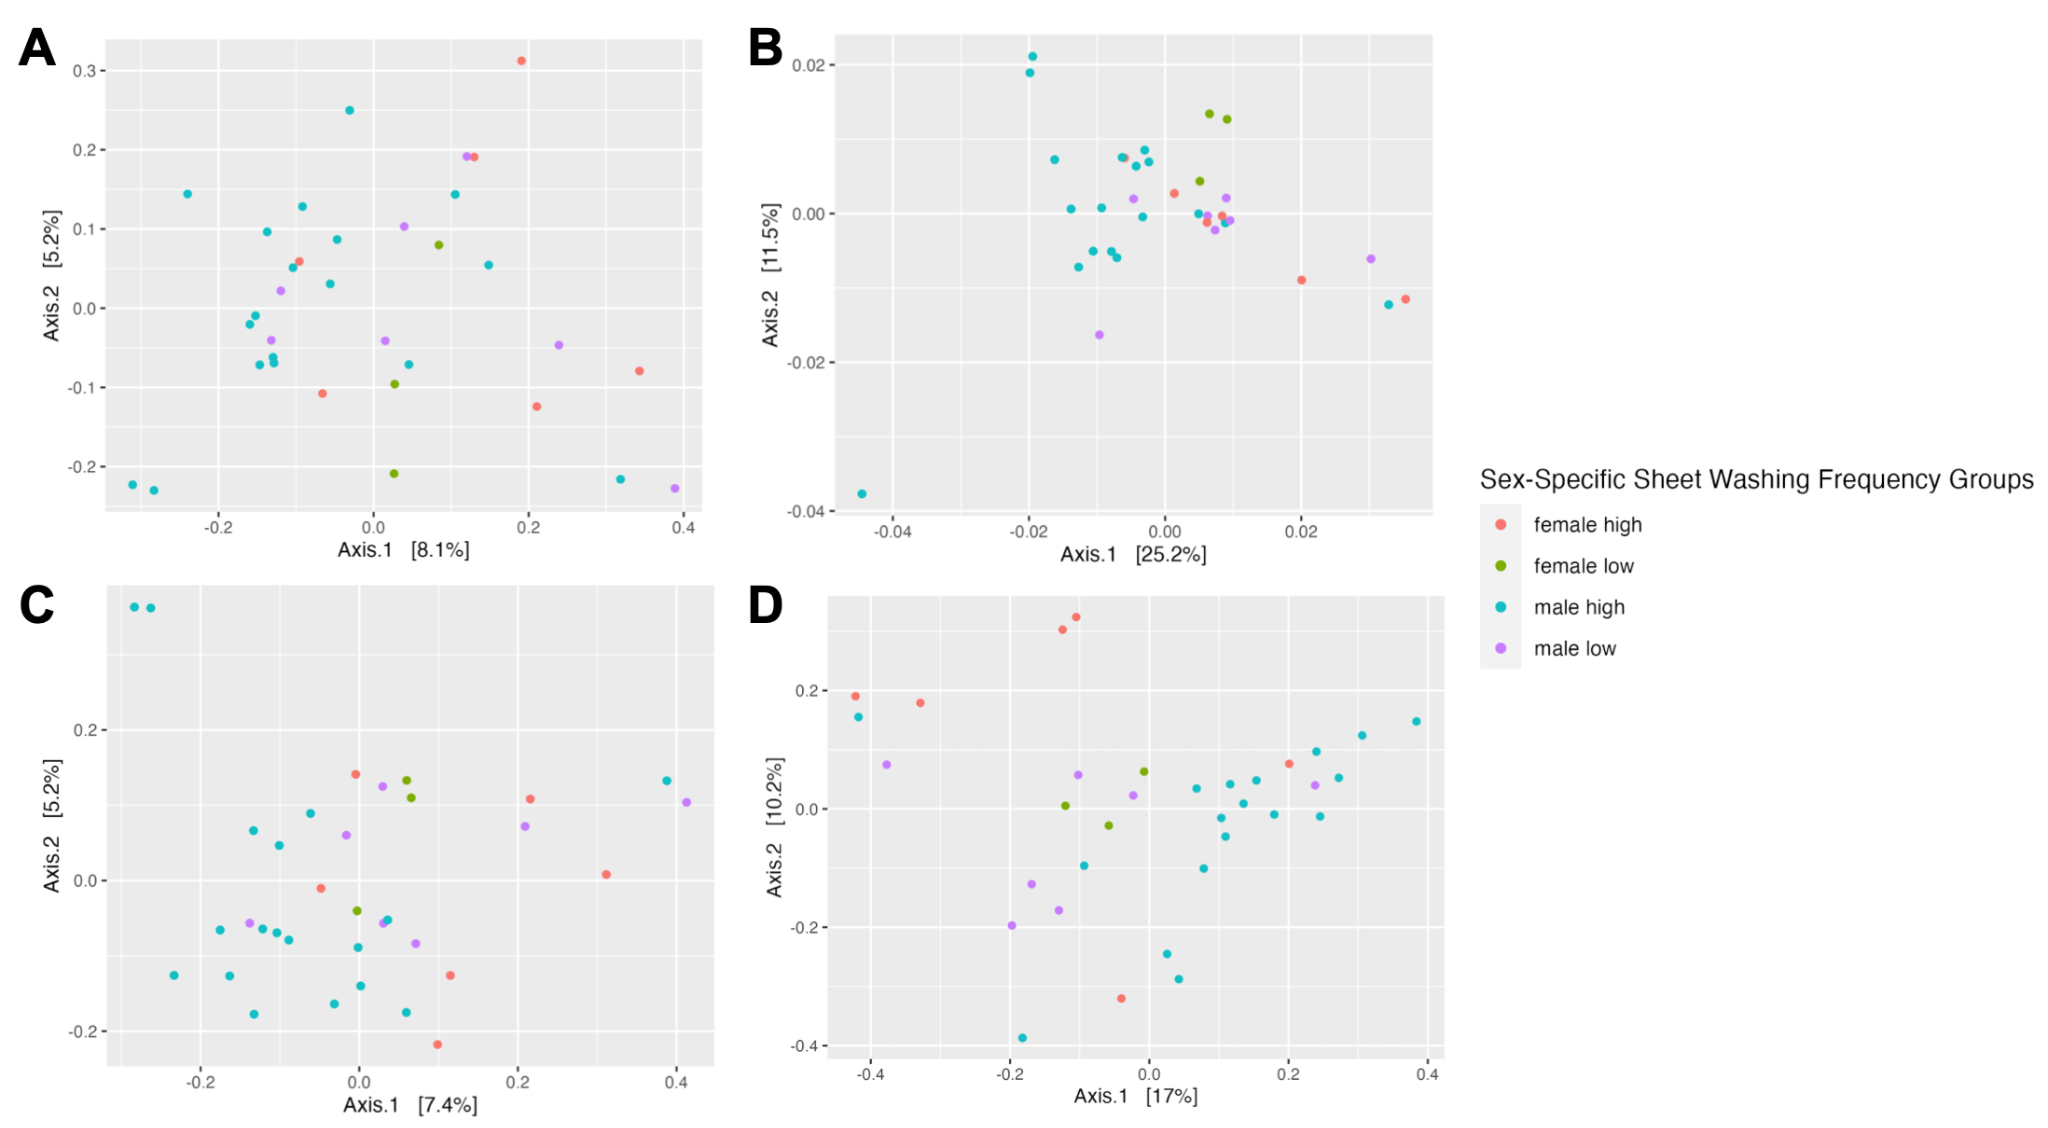 A
0.3
0.2
0.1
0.0
-0.1
-0.2
Axis.2 [5.2%]
-0.2 0.0 0.2 0.4
Axis.1 [8.1%]
B
0.02
0.00
-0.02
-0.04
Axis.2 [11.5%]
-0.04 -0.02 0.00 0.02
Axis.1 [25.2%]
C
0.2
0.0
-0.2
Axis.2 [5.2%]
-0.2 0.0 0.2 0.4
Axis.1 [7.4%]
D
0.2
0.0
-0.2
-0.4
Axis.2 [10.2%]
-0.4 -0.2 0.0 0.2 0.4
Axis.1 [17%]
Sex-Specific Sheet Washing Frequency Groups
female high
female low
male high
male low